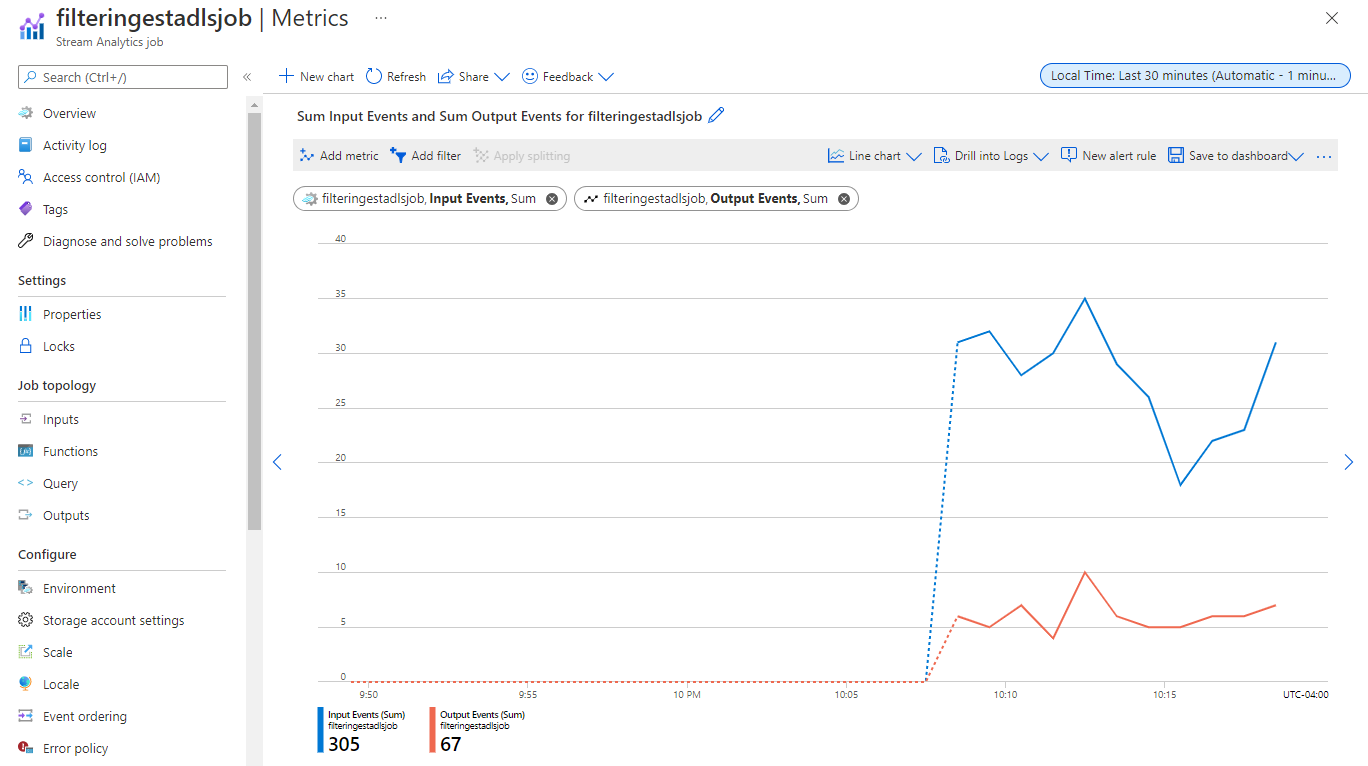 filteringestadlsjob | Metrics ...
Stream Analytics job
Search (Ctrl+/)
Overview
Activity log
Access control (IAM)
Tags
Diagnose and solve problems
Settings
Properties
Locks
Job topology
Inputs
Functions
Query
Outputs
Configure
Environment
Storage account settings
Scale
Locale
Event ordering
Error policy
New chart Refresh Share Feedback
Local Time: Last 30 minutes (Automatic - 1 minu...
Sum Input Events and Sum Output Events for filteringestadlsjob
Add metric Add filter Apply splitting Line chart Drill into Logs New alert rule Save to dashboard ...
filteringestadlsjob, Input Events, Sum filteringestadlsjob, Output Events, Sum
40
35
30
25
20
15
10
5
0
9:50 9:55 10 PM 10:05 10:10 10:15 UTC-04:00
Input Events (Sum)
filteringestadlsjob
305
Output Events (Sum)
filteringestadlsjob
67